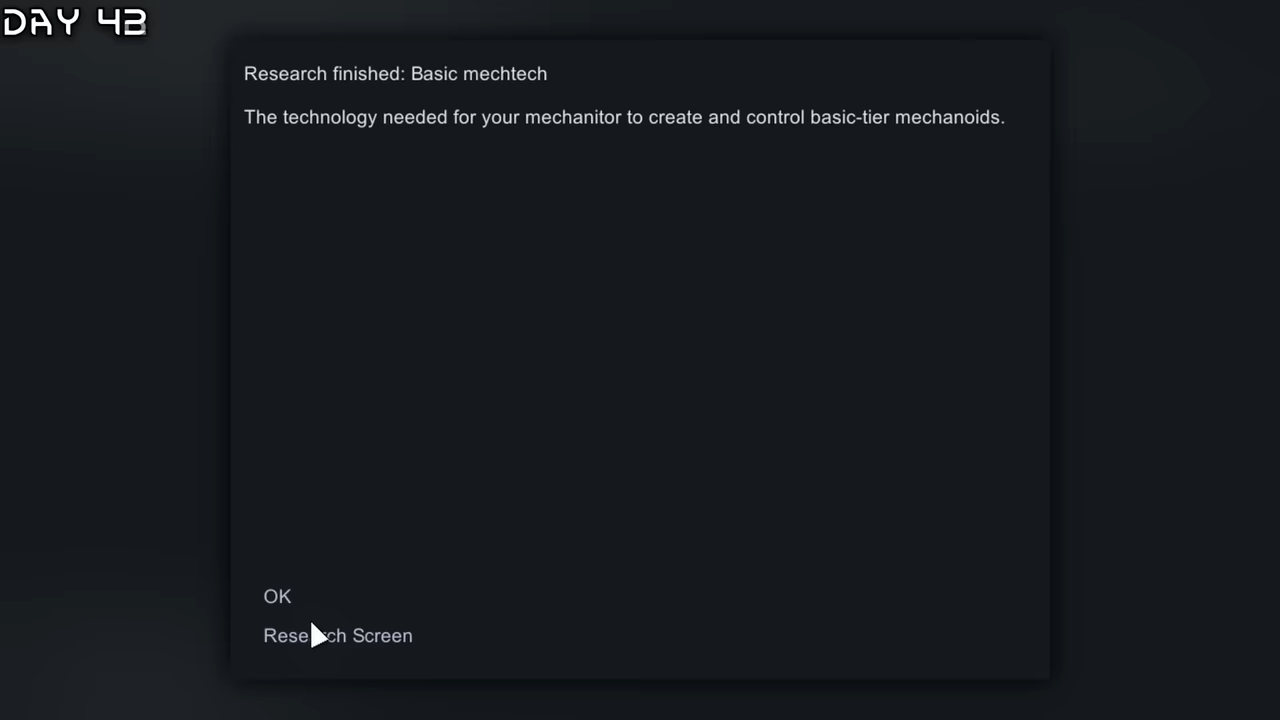 DAY 43
Research finished: Basic mechtech
The technology needed for your mechanitor to create and control basic-tier mechanoids.
OK
Research Screen